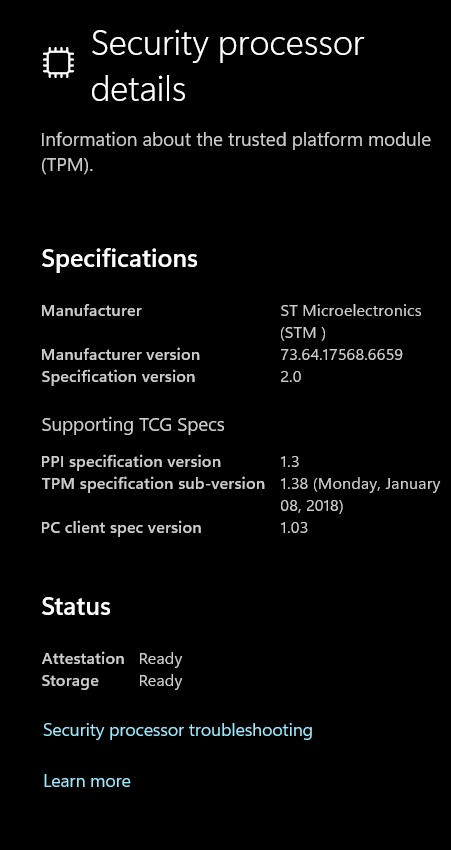 Security processor
details
Information about the trusted platform module
(TPM).
Specifications
Manufacturer ST Microelectronics
(STM )
Manufacturer version 73.64.17568.6659
Specification version 2.0
Supporting TCG Specs
PPI specification version 1.3
TPM specification sub-version 1.38 (Monday, January
08, 2018)
PC client spec version 1.03
Status
Attestation Ready
Storage Ready
Security processor troubleshooting
Learn more